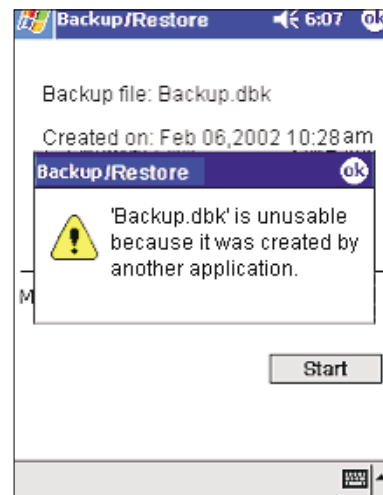 Backup/Restore 6:07 ok
Backup file: Backup.dbk
Created on: Feb 06,2002 10:28am
Backup/Restore ok
'Backup.dbk' is unusable
because it was created by
another application.
M
Start